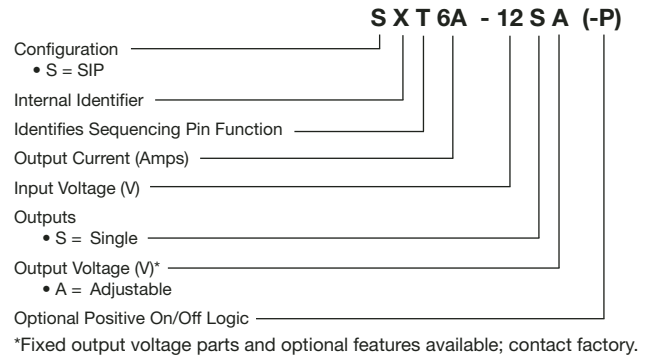 S X T 6A - 12 S A (-P)
Configuration
• S = SIP
Internal Identifier
Identifies Sequencing Pin Function
Output Current (Amps)
Input Voltage (V)
Outputs
• S = Single
Output Voltage (V)*
• A = Adjustable
Optional Positive On/Off Logic
*Fixed output voltage parts and optional features available; contact factory.